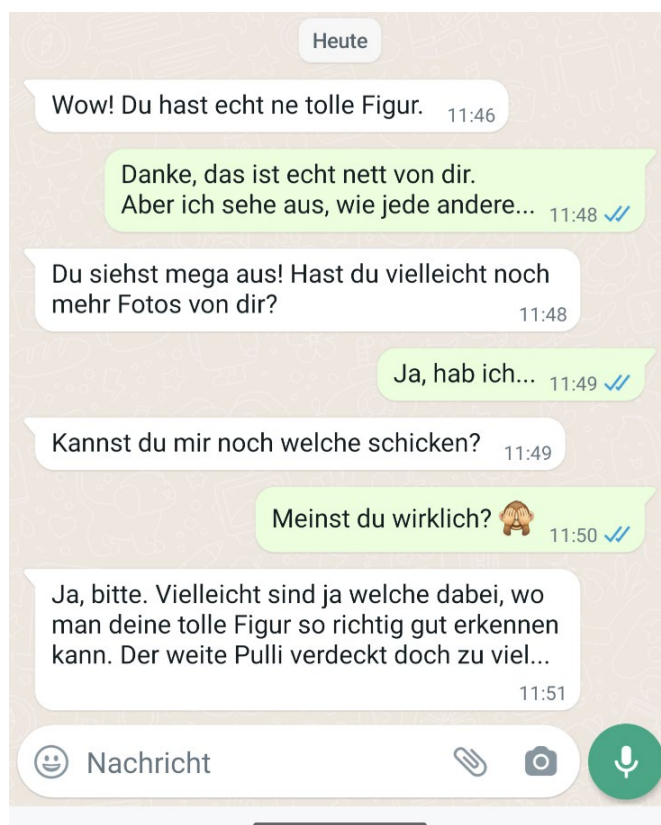 Heute
Wow! Du hast echt ne tolle Figur. 11:46
Danke, das ist echt nett von dir.
Aber ich sehe aus, wie jede andere... 11:48
Du siehst mega aus! Hast du vielleicht noch
mehr Fotos von dir? 11:48
Ja, hab ich... 11:49
Kannst du mir noch welche schicken? 11:49
Meinst du wirklich? 🙈 11:50
Ja, bitte. Vielleicht sind ja welche dabei, wo
man deine tolle Figur so richtig gut erkennen
kann. Der weite Pulli verdeckt doch zu viel...
11:51
Nachricht